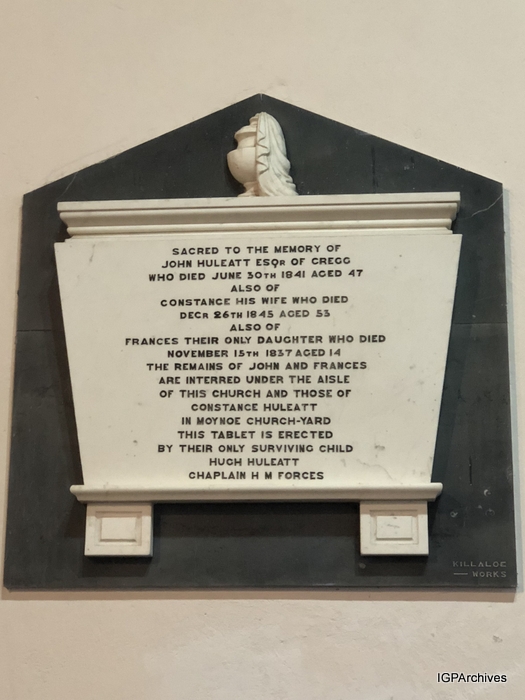 SACRED TO THE MEMORY OF
JOHN HULEATT ESQR OF GREGG
WHO DIED JUNE 30TH 1841 AGED 47
ALSO OF
CONSTANCE HIS WIFE WHO DIED
DECR 26TH 1845 AGED 53
ALSO OF
FRANCES THEIR ONLY DAUGHTER WHO DIED
NOVEMBER 15TH 1837 AGED 14
THE REMAINS OF JOHN AND FRANCES
ARE INTERRED UNDER THE AISLE
OF THIS CHURCH AND THOSE OF
CONSTANCE HULEATT
IN MOYNOE CHURCH-YARD
THIS TABLET IS ERECTED
BY THEIR ONLY SURVIVING CHILD
HUGH HULEATT
CHAPLAIN H M FORCES
KILLALOE
WORKS
IGPArchives